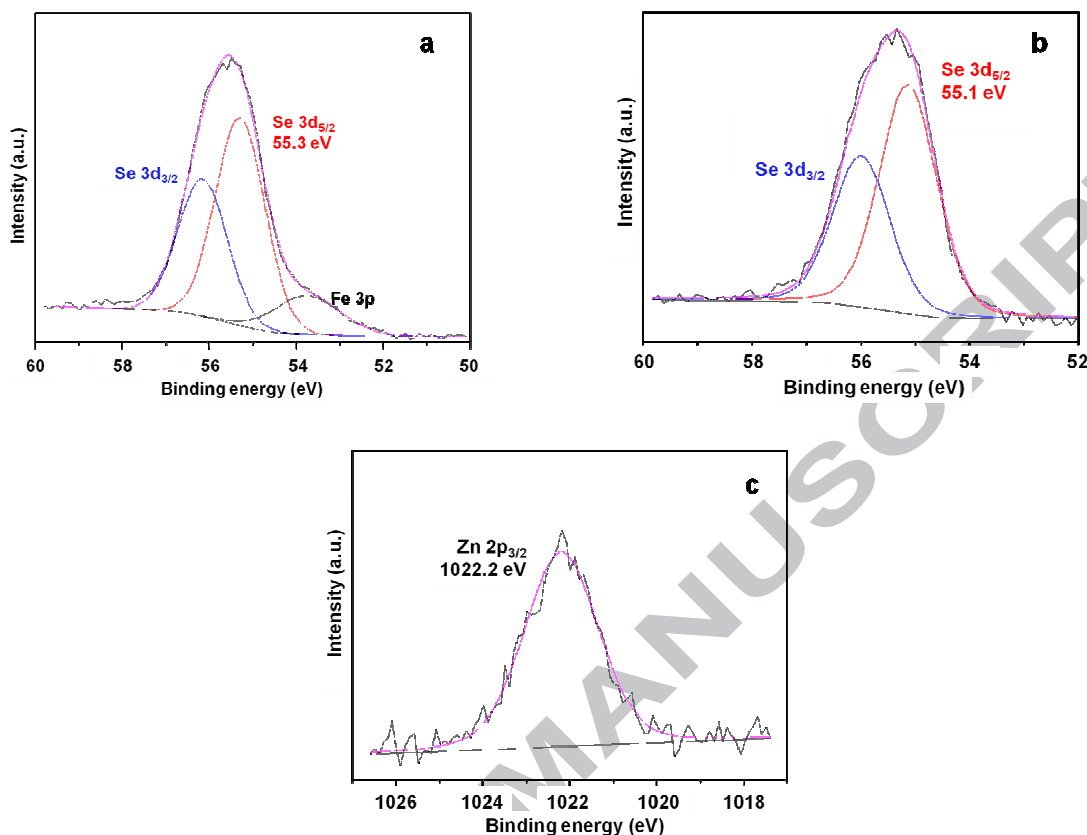 a
Se 3d5/2
55.3 eV
Se 3d3/2
Fe 3p
Intensity (a.u.)
60 58 56 54 52 50
Binding energy (eV)
b
Se 3d5/2
55.1 eV
Se 3d3/2
Intensity (a.u.)
60 58 56 54 52
Binding energy (eV)
c
Zn 2p3/2
1022.2 eV
Intensity (a.u.)
1026 1024 1022 1020 1018
Binding energy (eV)
MANUSCRIP